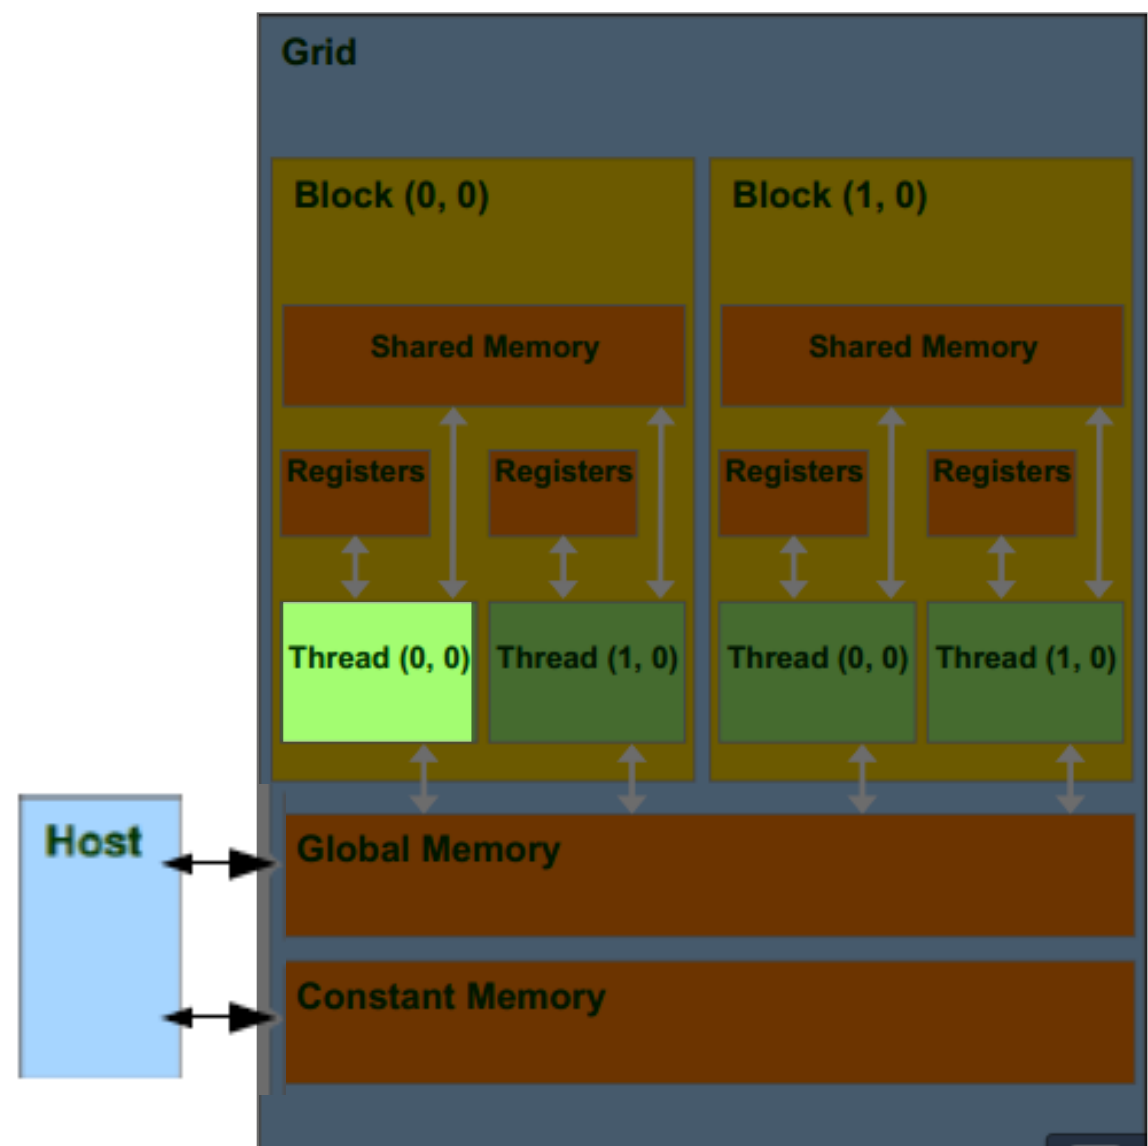 Grid
Block (0, 0)
Block (1, 0)
Shared Memory
Shared Memory
Registers
Registers
Registers
Registers
Thread (0, 0)
Thread (1, 0)
Thread (0, 0)
Thread (1, 0)
Host
Global Memory
Constant Memory